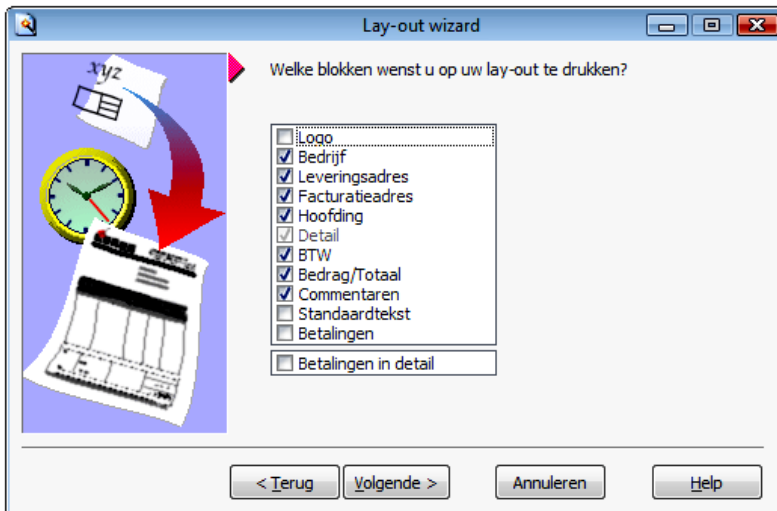 Lay-out wizard
xyz
Welke blokken wenst u op uw lay-out te drukken?
Logo
Bedrijf
Leveringsadres
Facturatieadres
Hoofding
Detail
BTW
Bedrag/Totaal
Commentaren
Standaardtekst
Betalingen
Betalingen in detail
< Terug
Volgende >
Annuleren
Help